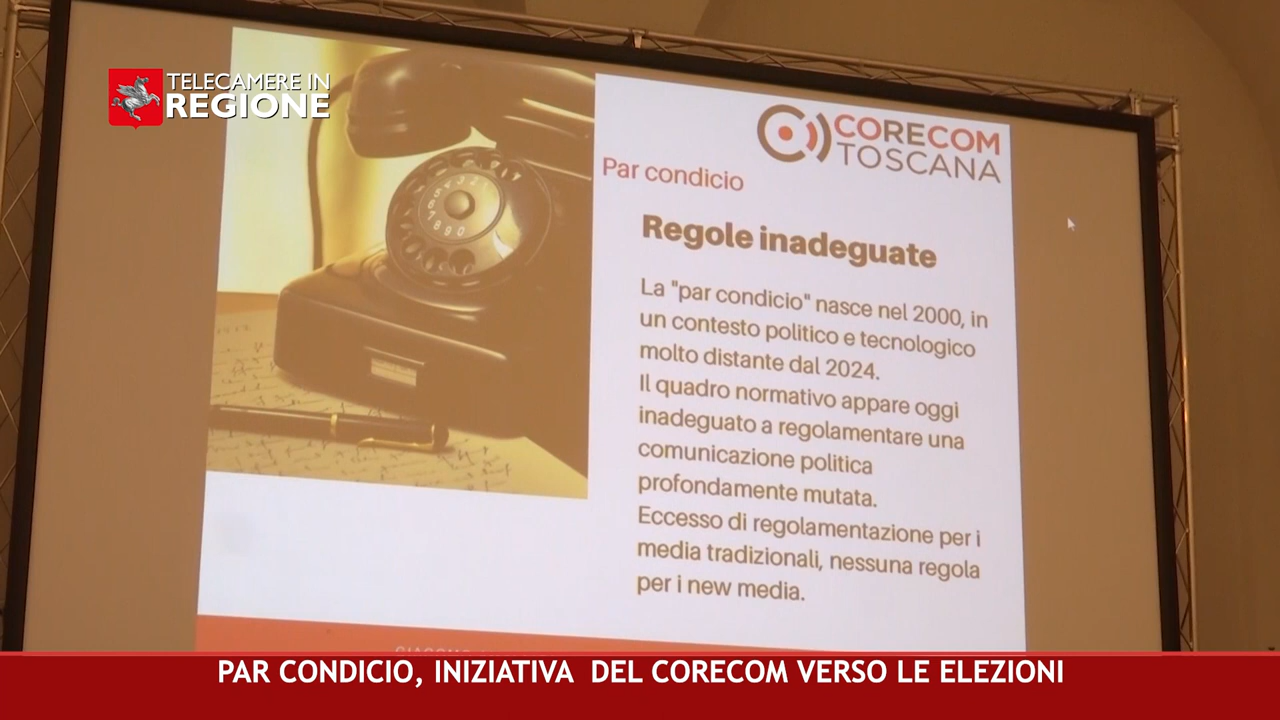 TELECAMERE IN
REGIONE
CORECOM
TOSCANA
Par condicio
Regole inadeguate
La "par condicio" nasce nel 2000, in
un contesto politico e tecnologico
molto distante dal 2024.
Il quadro normativo appare oggi
inadeguato a regolamentare una
comunicazione politica
profondamente mutata.
Eccesso di regolamentazione per i
media tradizionali, nessuna regola
per i new media.
PAR CONDICIO, INIZIATIVA DEL CORECOM VERSO LE ELEZIONI